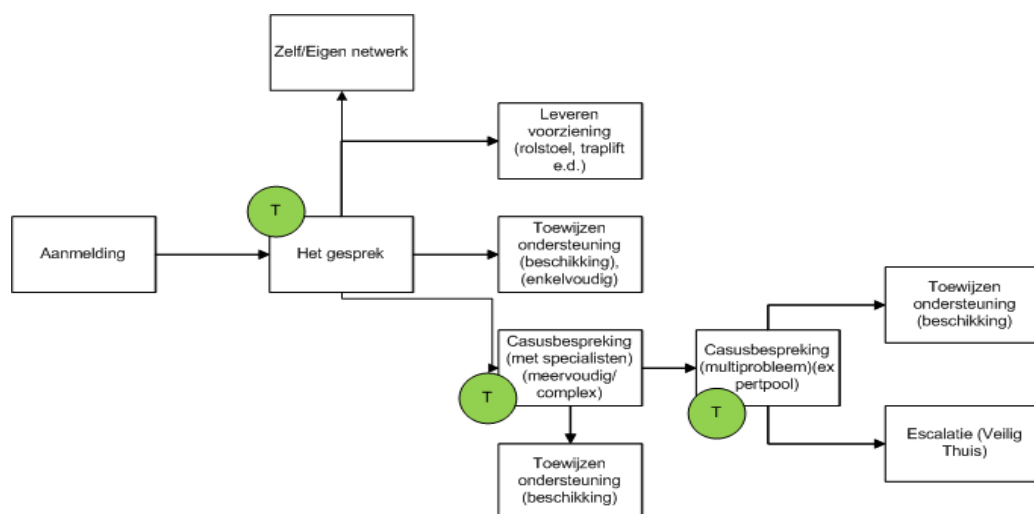 Zelf/Eigen netwerk
Leveren
voorziening
(rolstoel, traplift
e.d.)
T
Aanmelding
Het gesprek
Toewijzen
ondersteuning
(beschikking),
(enkelvoudig)
Toewijzen
ondersteuning
(beschikking)
Casusbespreking
(met specialisten)
(meervoudig/
complex)
T
Casusbespreking
(multiprobleem)(ex
pertpool)
T
Escalatie (Veilig
Thuis)
Toewijzen
ondersteuning
(beschikking)